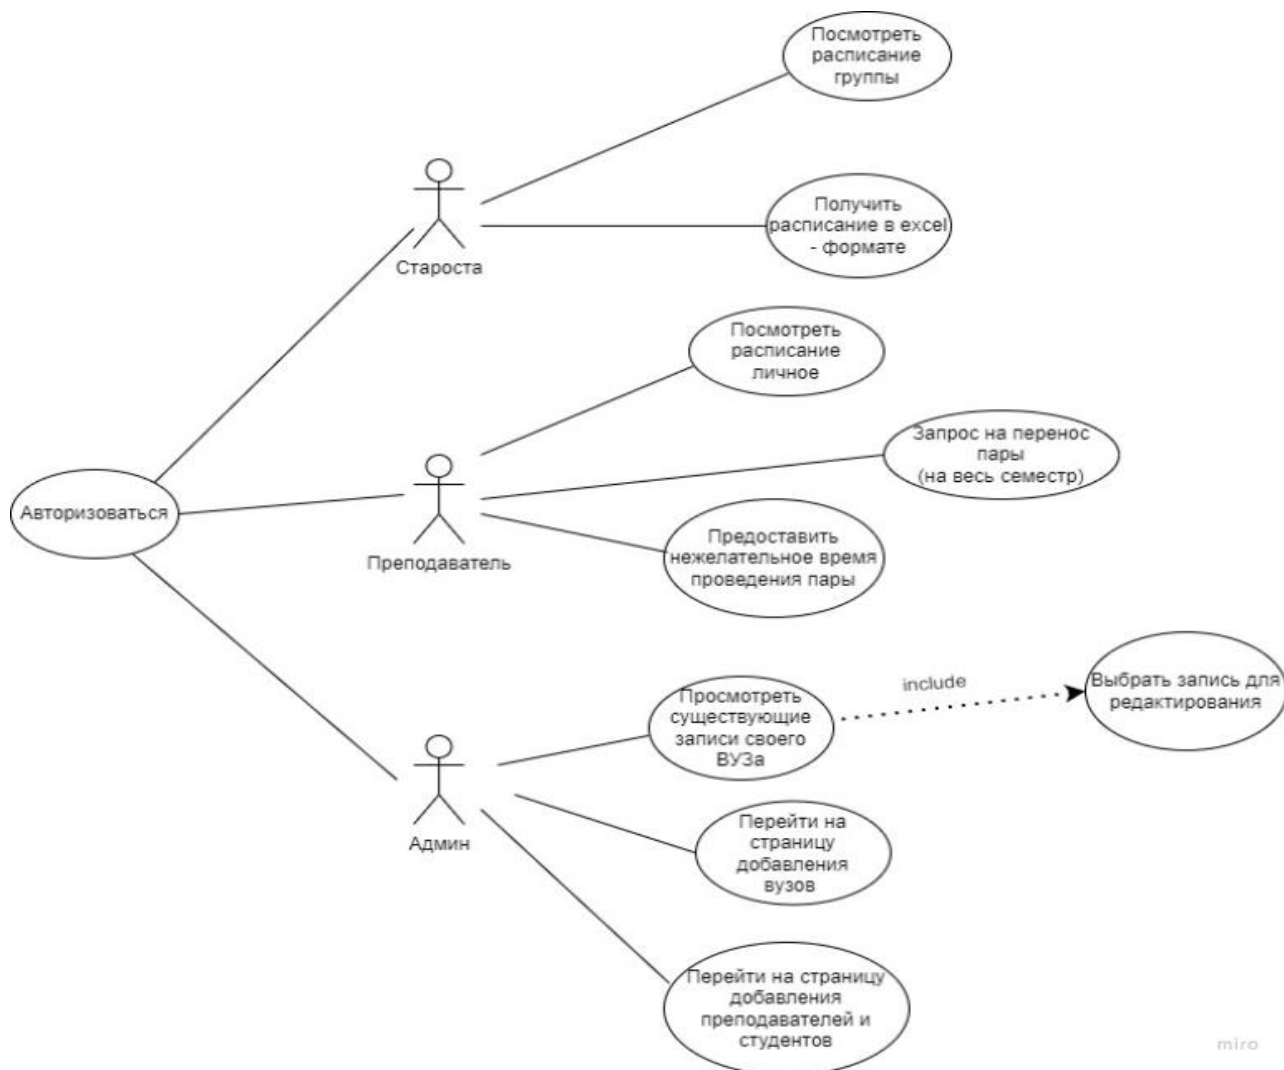 Посмотреть
расписание
группы
Получить
расписание в excel
- формате
Староста
Посмотреть
расписание
личное
Запрос на перенос
пары
(на весь семестр)
Авторизоваться
Преподаватель
Предоставить
нежелательное время
проведения пары
Просмотреть
существующие
записи своего
ВУЗа
include
Выбрать запись для
редактирования
Админ
Перейти на
страницу
добавления
вузов
Перейти на страницу
добавления
преподавателей и
студентов
miro